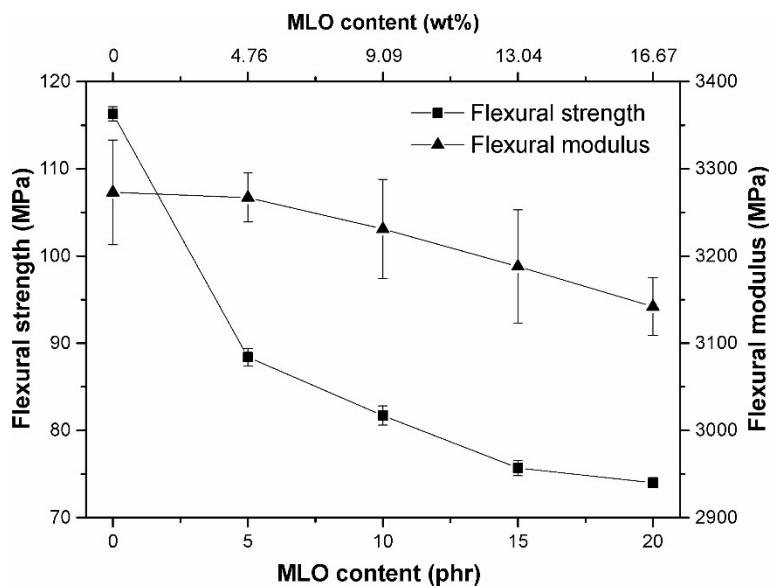 MLO content (wt%)
0 4.76 9.09 13.04 16.67
120 3400
Flexural strength
Flexural modulus
110 3300
100 3200
90 3100
80 3000
70 2900
Flexural strength (MPa)
Flexural modulus (MPa)
0 5 10 15 20
MLO content (phr)